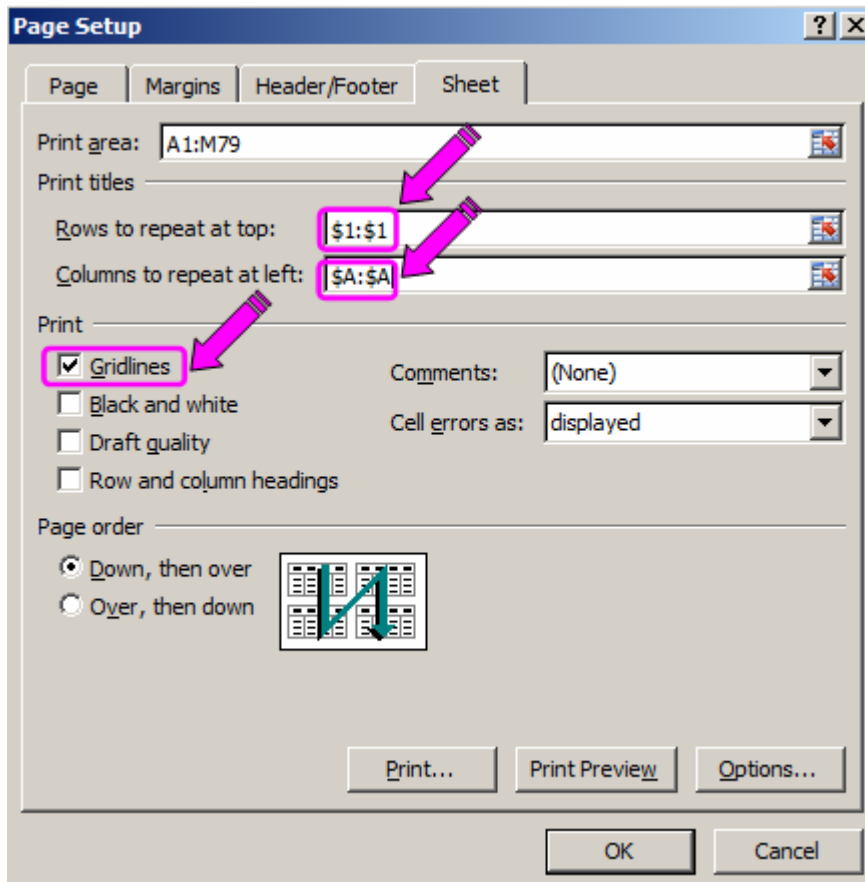 Page Setup
Page Margins Header/Footer Sheet
Print area: A1:M79
Print titles
Rows to repeat at top: $1:$1
Columns to repeat at left: $A:$A
Print
Gridlines
Comments: (None)
Black and white
Cell errors as: displayed
Draft quality
Row and column headings
Page order
Down, then over
Over, then down
Print... Print Preview Options...
OK Cancel